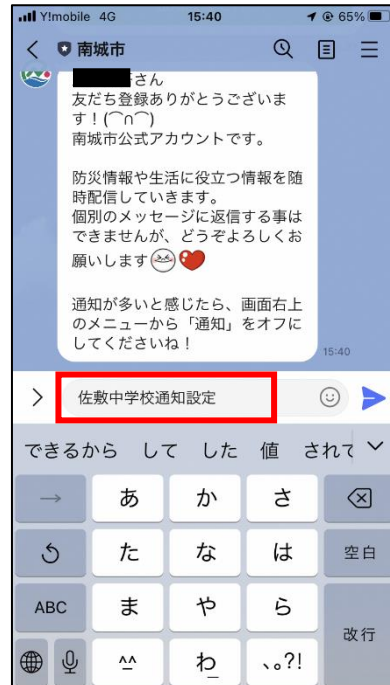 Y!mobile 4G 15:40 65%
南城市
さん
友だち登録ありがとうございま
す！(⌒∩⌒)
南城市公式アカウントです。
防災情報や生活に役立つ情報を随
時配信していきます。
個別のメッセージに返信する事は
できませんが、どうぞよろしくお
願いします
通知が多いと感じたら、画面右上
のメニューから「通知」をオフに
してくださいね！
15:40
佐敷中学校通知設定
できるから して した 値 されて
→ あ か さ
た な は 空白
ABC ま や ら
^^ わ 、。?!
改行